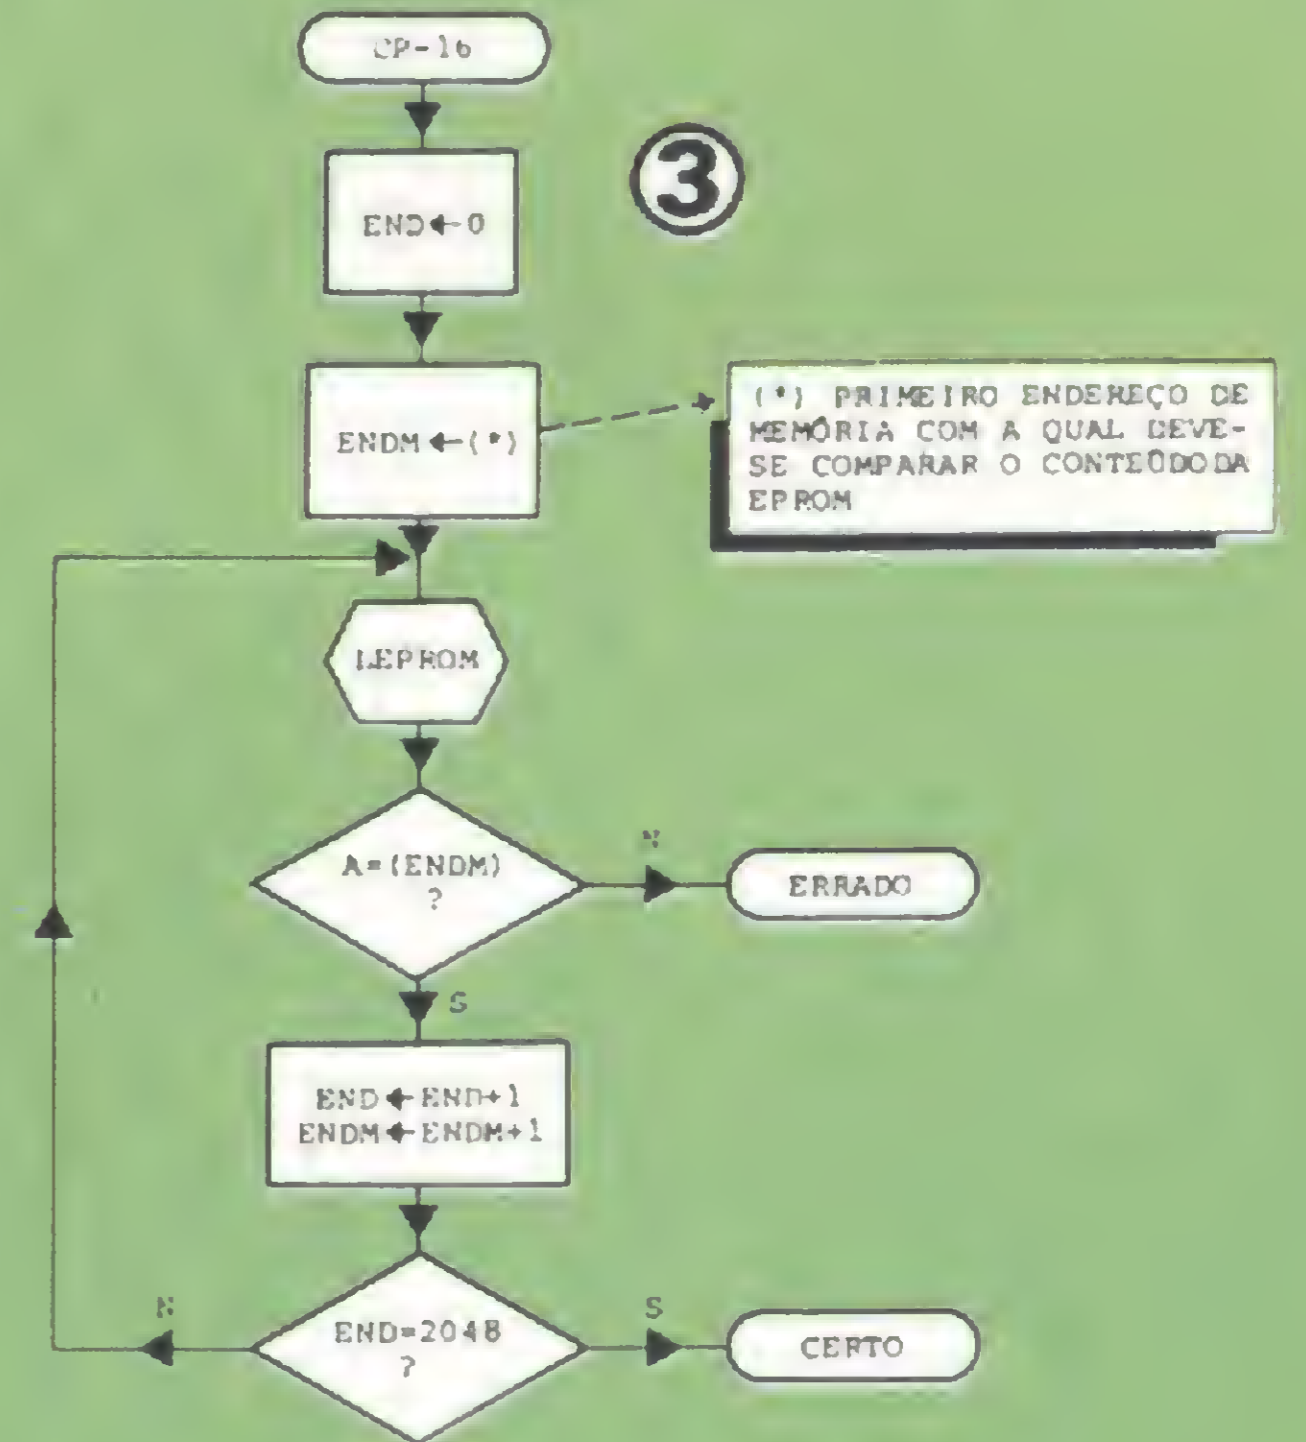 CP-16
3
END←0
ENDM←(*)
(*) PRIMEIRO ENDEREÇO DE
MEMÓRIA COM A QUAL DEVE-
SE COMPARAR O CONTEÚDO DA
EPROM
LEPROM
A=(ENDM)
?
N
ERRADO
S
END←END+1
ENDM←ENDM+1
N
END=2048
?
S
CERTO